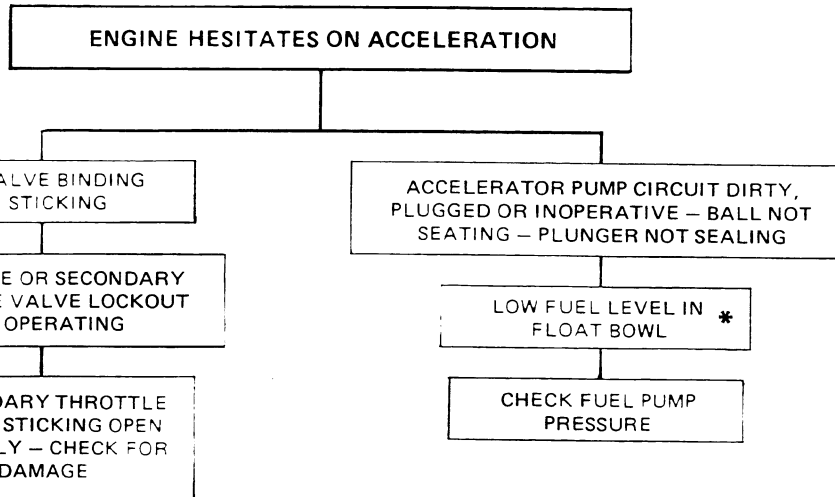 ENGINE HESITATES ON ACCELERATION
VALVE BINDING
STICKING
OR SECONDARY
VALVE LOCKOUT
OPERATING
THROTTLE
STICKING OPEN
– CHECK FOR
DAMAGE
ACCELERATOR PUMP CIRCUIT DIRTY,
PLUGGED OR INOPERATIVE – BALL NOT
SEATING – PLUNGER NOT SEALING
LOW FUEL LEVEL IN *
FLOAT BOWL
CHECK FUEL PUMP
PRESSURE